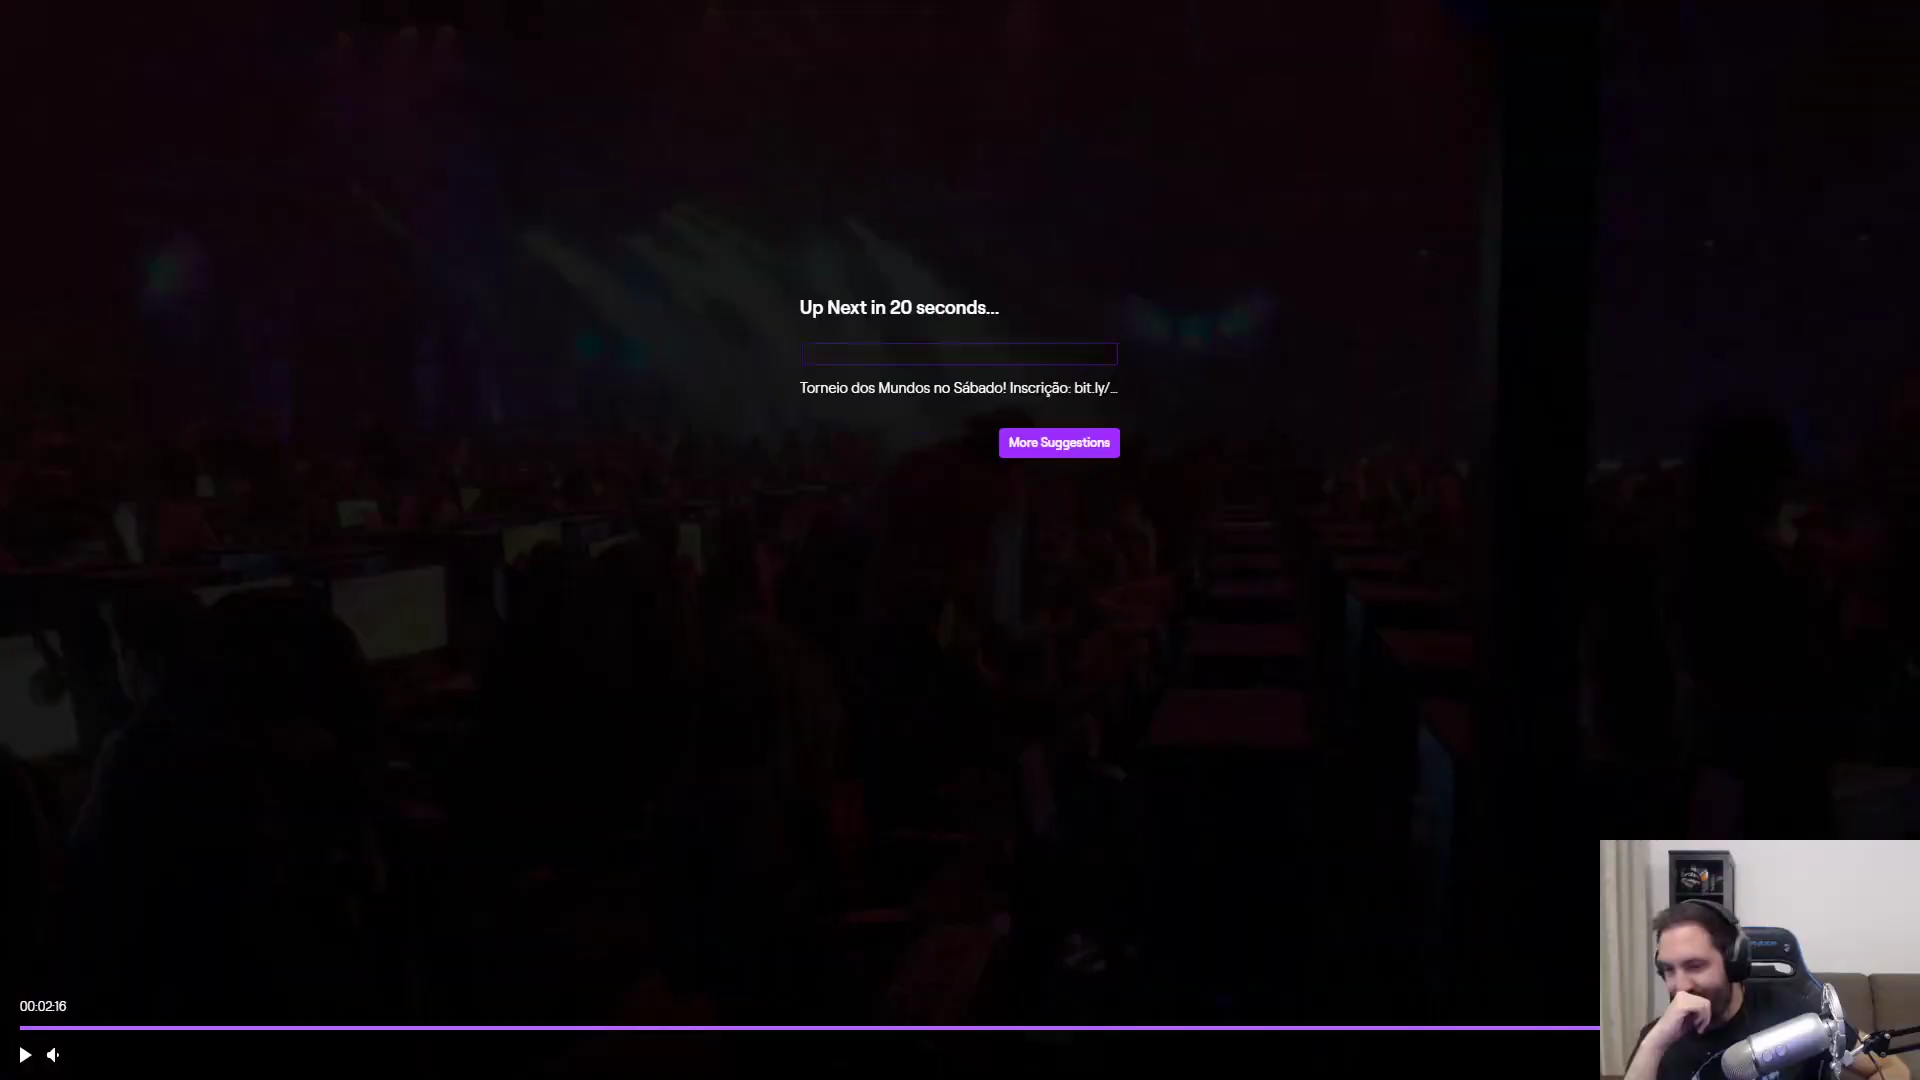 Up Next in 20 seconds...
Torneio dos Mundos no Sábado! Inscrição: bit.ly/...
More Suggestions
00:02:16